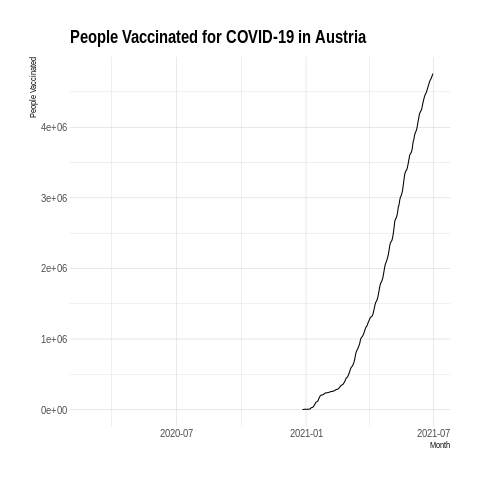 People Vaccinated for COVID-19 in Austria
People Vaccinated
4e+06
3e+06
2e+06
1e+06
0e+00
2020-07
2021-01
2021-07
Month